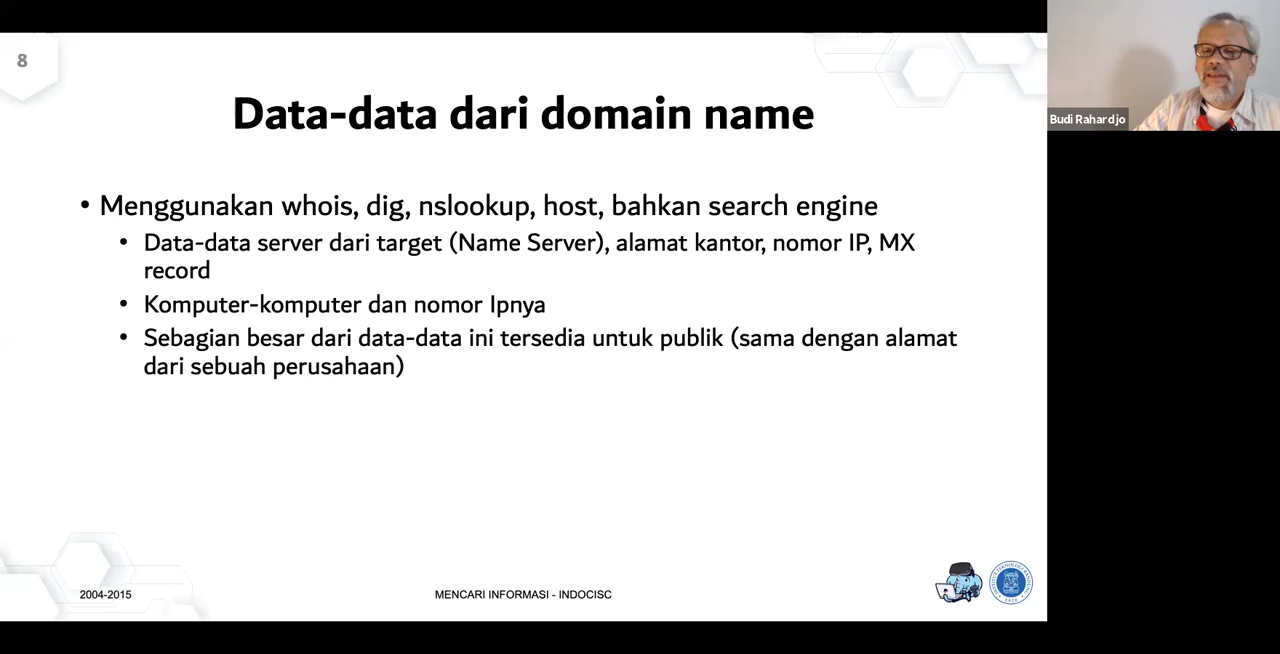 8
Data-data dari domain name
• Menggunakan whois, dig, nslookup, host, bahkan search engine
• Data-data server dari target (Name Server), alamat kantor, nomor IP, MX
record
• Komputer-komputer dan nomor Ipnya
• Sebagian besar dari data-data ini tersedia untuk publik (sama dengan alamat
dari sebuah perusahaan)
2004-2015
MENCARI INFORMASI - INDOCISC
Budi Rahardjo